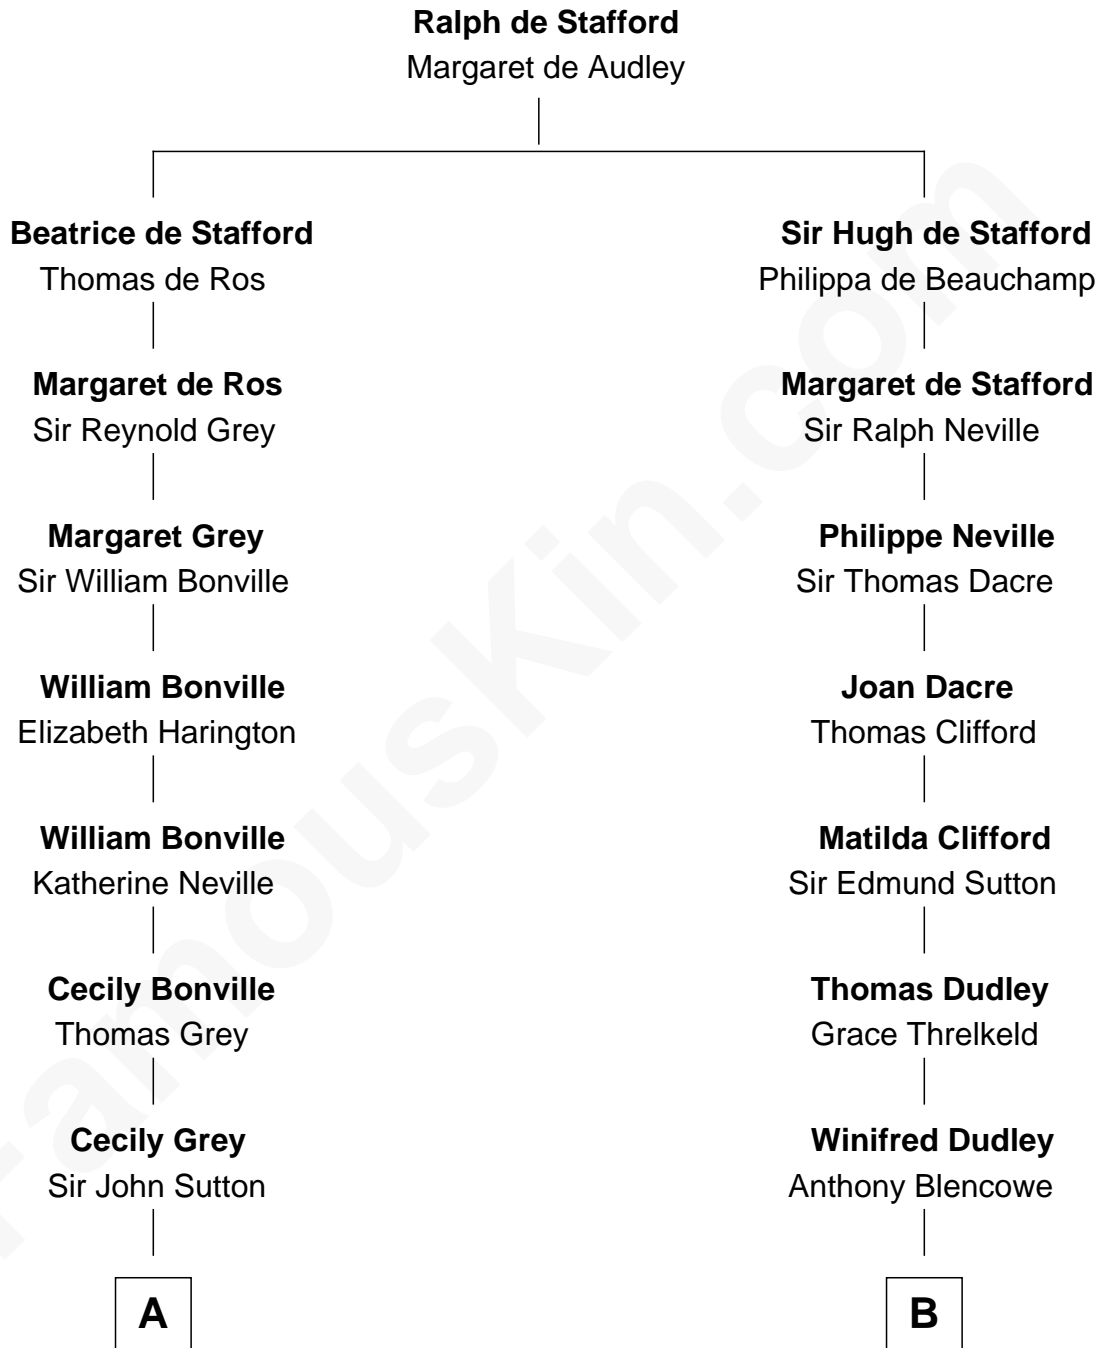 Ralph de Stafford
Margaret de Audley
Beatrice de Stafford
Thomas de Ros
Sir Hugh de Stafford
Philippa de Beauchamp
Margaret de Ros
Sir Reynold Grey
Margaret de Stafford
Sir Ralph Neville
Margaret Grey
Sir William Bonville
Philippe Neville
Sir Thomas Dacre
William Bonville
Elizabeth Harington
Joan Dacre
Thomas Clifford
William Bonville
Katherine Neville
Matilda Clifford
Sir Edmund Sutton
Cecily Bonville
Thomas Grey
Thomas Dudley
Grace Threlkeld
Cecily Grey
Sir John Sutton
Winifred Dudley
Anthony Blencowe
A
B
FamousKin.com